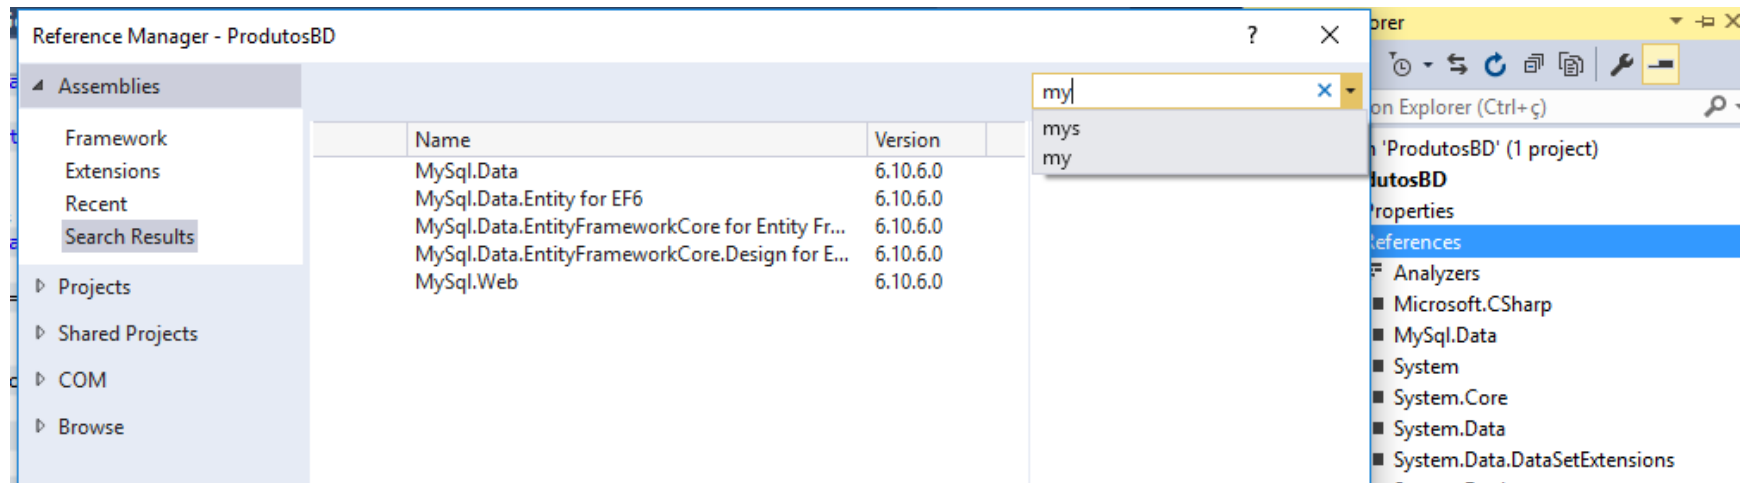 Reference Manager - ProdutosBD
?
Assemblies
Framework
Extensions
Recent
Search Results
Projects
Shared Projects
COM
Browse
my
mys
my
Name Version
MySql.Data 6.10.6.0
MySql.Data.Entity for EF6 6.10.6.0
MySql.Data.EntityFrameworkCore for Entity Fr... 6.10.6.0
MySql.Data.EntityFrameworkCore.Design for E... 6.10.6.0
MySql.Web 6.10.6.0
orer
on Explorer (Ctrl+ç)
'ProdutosBD' (1 project)
dutosBD
roperties
eferences
Analyzers
Microsoft.CSharp
MySql.Data
System
System.Core
System.Data
System.Data.DataSetExtensions